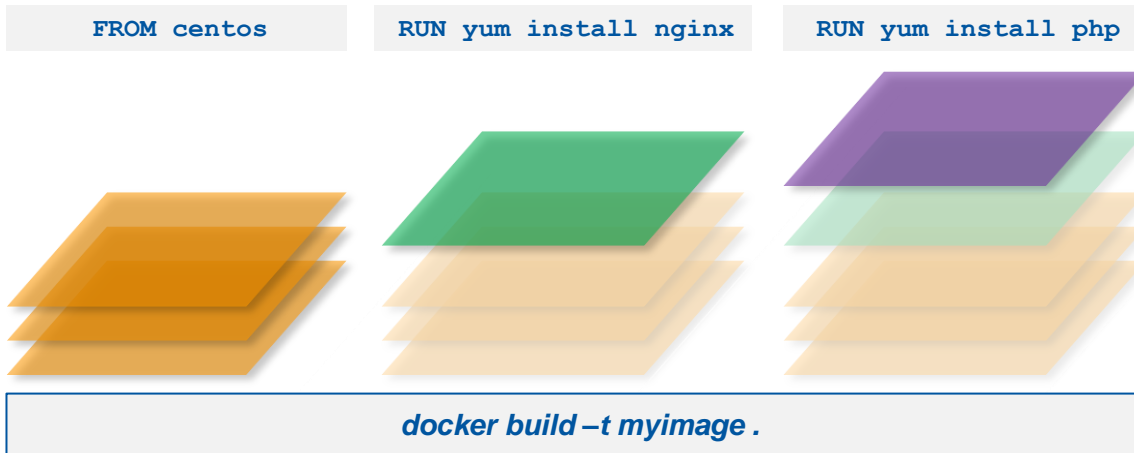 FROM centos
RUN yum install nginx
RUN yum install php
docker build –t myimage .